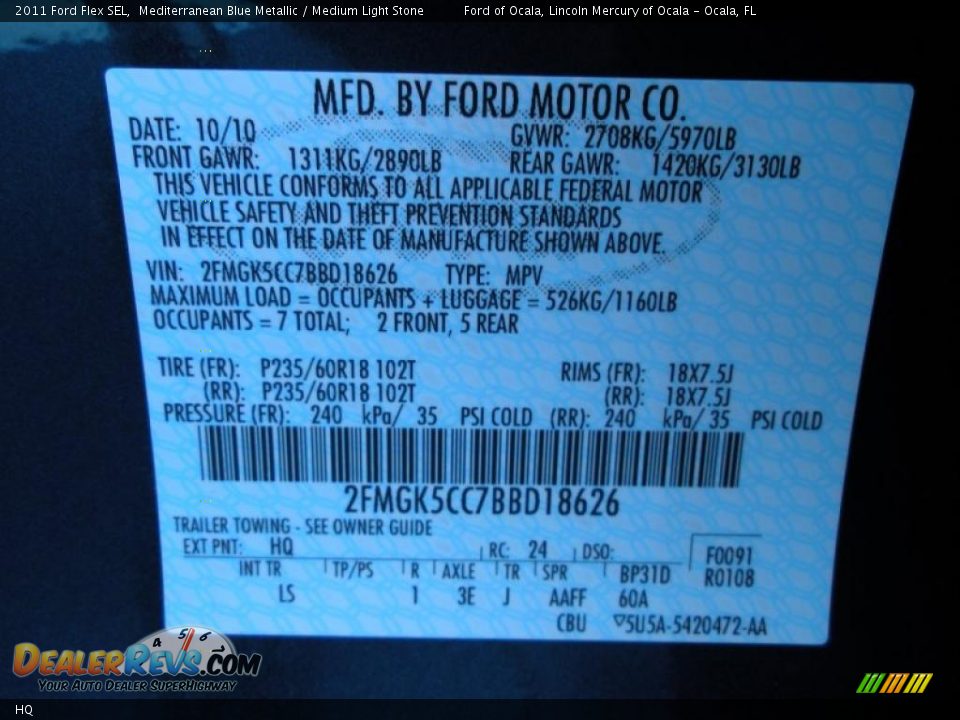 2011 Ford Flex SEL,  Mediterranean Blue Metallic / Medium Light Stone          Ford of Ocala, Lincoln Mercury of Ocala - Ocala, FL
MFD. BY FORD MOTOR CO.
DATE: 10/10 GVWR: 2708KG/5970LB
FRONT GAWR: 1311KG/2890LB REAR GAWR: 1420KG/3130LB
THIS VEHICLE CONFORMS TO ALL APPLICABLE FEDERAL MOTOR
VEHICLE SAFETY AND THEFT PREVENTION STANDARDS
IN EFFECT ON THE DATE OF MANUFACTURE SHOWN ABOVE.
VIN: 2FMGK5CC7BBD18626 TYPE: MPV
MAXIMUM LOAD = OCCUPANTS + LUGGAGE = 526KG/1160LB
OCCUPANTS = 7 TOTAL; 2 FRONT, 5 REAR
TIRE (FR): P235/60R18 102T RIMS (FR): 18X7.5J
(RR): P235/60R18 102T (RR): 18X7.5J
PRESSURE (FR): 240 kPa/ 35 PSI COLD (RR): 240 kPa/ 35 PSI COLD
2FMGK5CC7BBD18626
TRAILER TOWING - SEE OWNER GUIDE
EXT PNT: HQ RC: 24 DSO: F0091
INT TR TP/PS R AXLE TR SPR BP31D R0108
LS 1 3E J AAFF 60A
CBU ▽5U5A-5420472-AA
4 5 6
DEALERREVS.COM
YOUR AUTO DEALER SUPERHIGHWAY
HQ